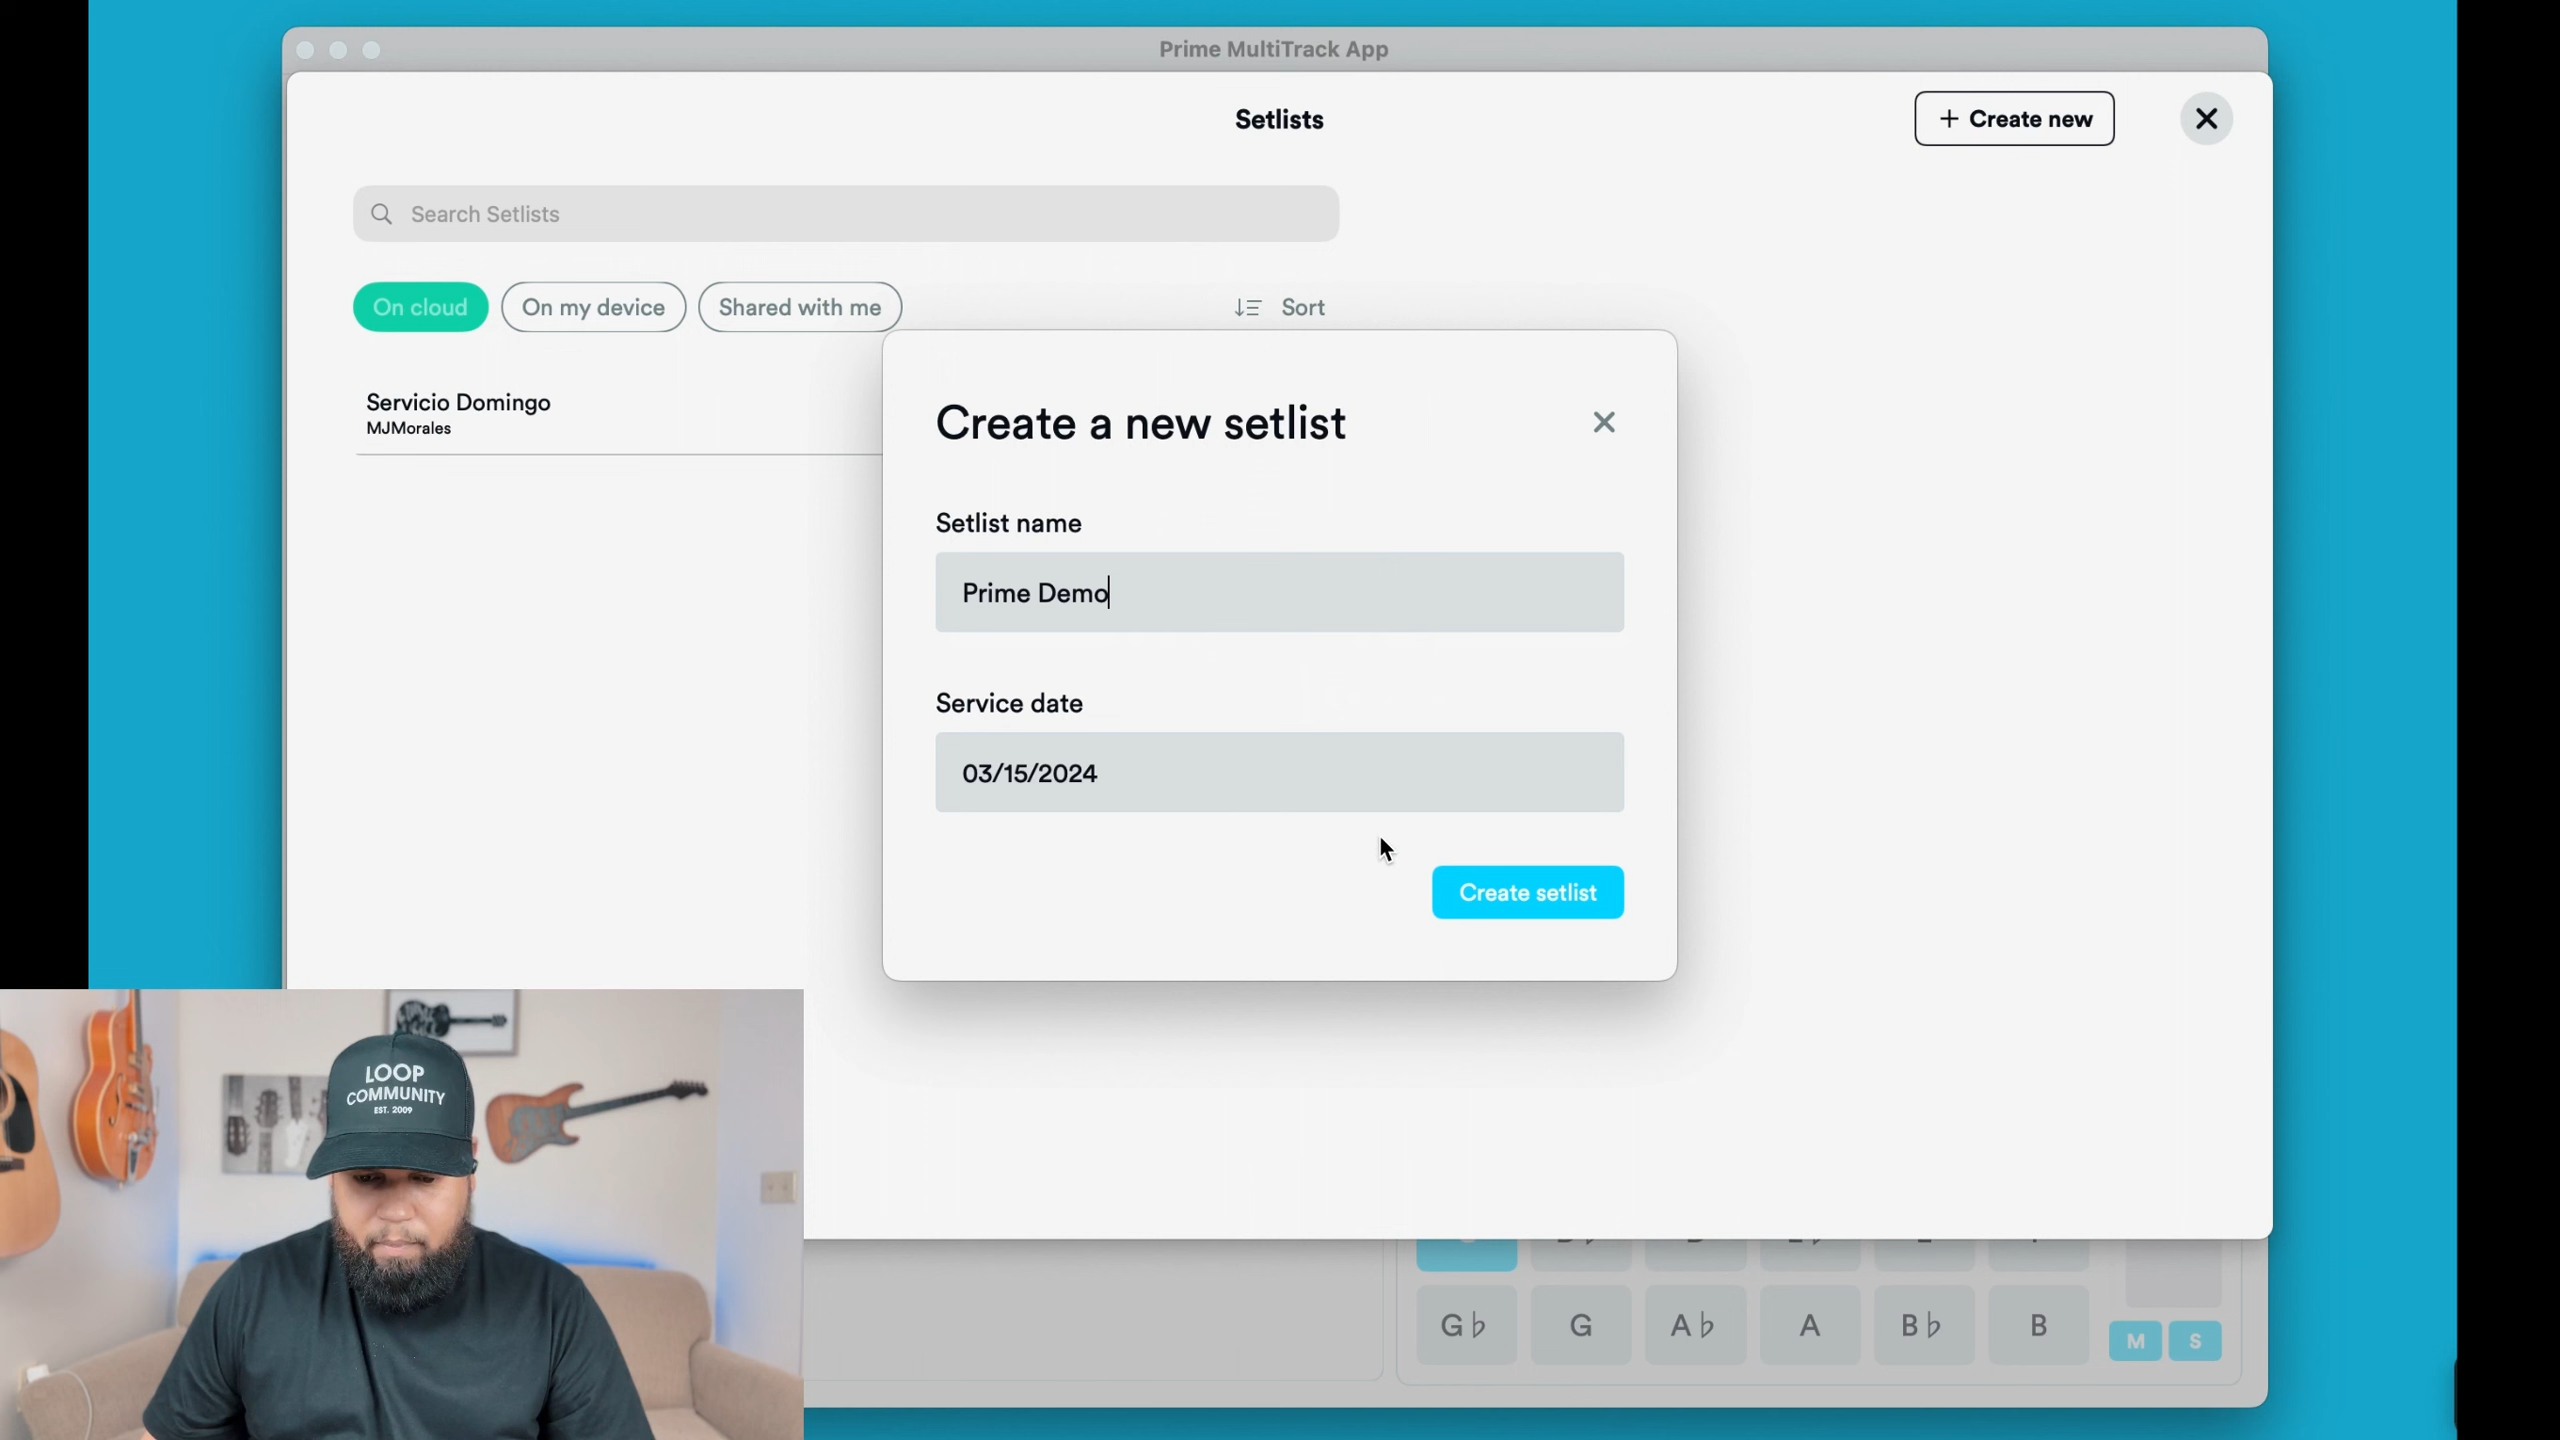 Prime MultiTrack App
Setlists
+ Create new
Search Setlists
On cloud
On my device
Shared with me
Sort
Servicio Domingo
MJMorales
Create a new setlist
Setlist name
Prime Demo
Service date
03/15/2024
Create setlist
LOOP
COMMUNITY
EST. 2009
G♭
G
A♭
A
B♭
B
M
S